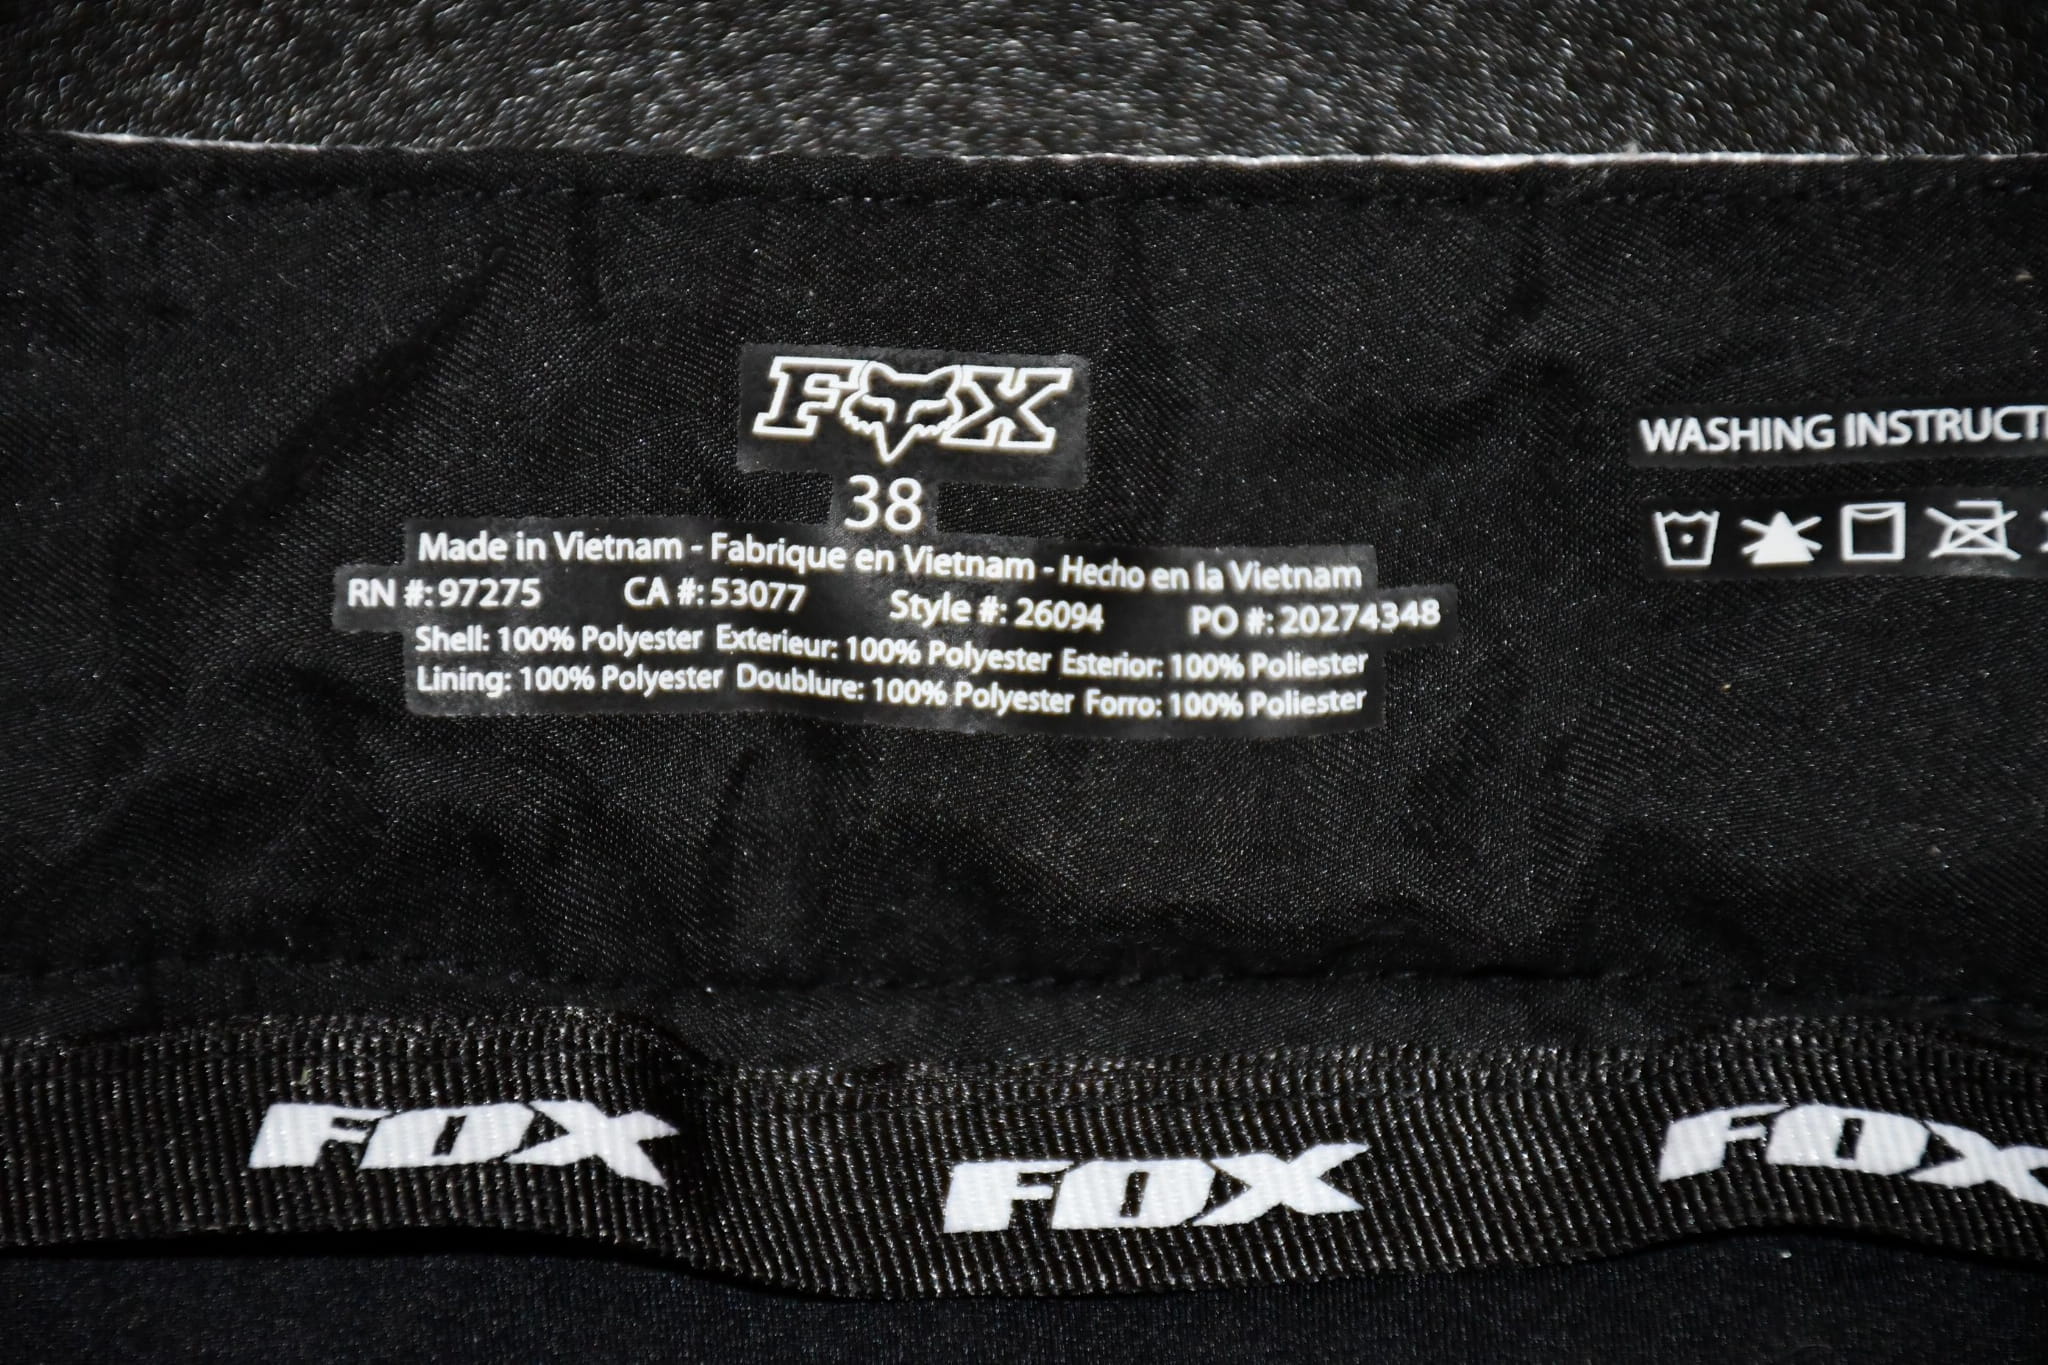 FOX
38
Made in Vietnam - Fabrique en Vietnam - Hecho en la Vietnam
RN #: 97275 CA #: 53077 Style #: 26094 PO #: 20274348
Shell: 100% Polyester Exterieur: 100% Polyester Esterior: 100% Poliester
Lining: 100% Polyester Doublure: 100% Polyester Forro: 100% Poliester
WASHING INSTRUCTI
FOX FOX FOX